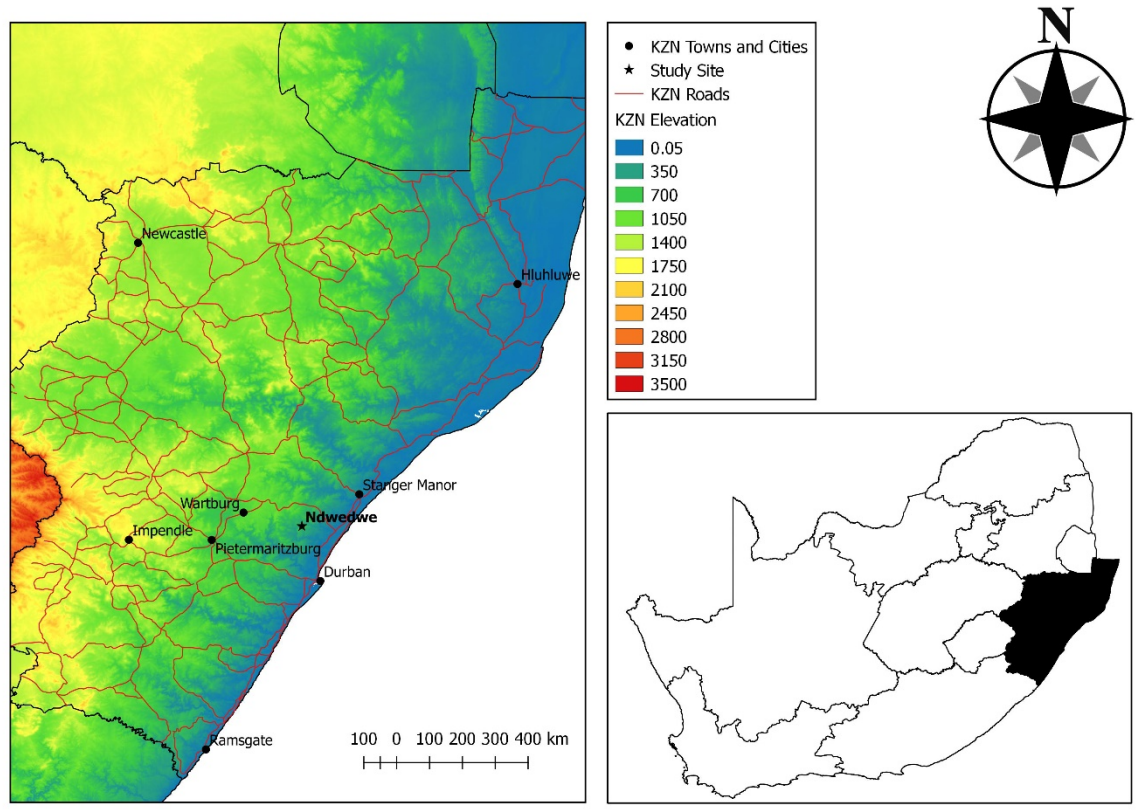 Newcastle
Hluhluwe
Stanger Manor
Wartburg
Ndwedwe
Impendle
Pietermaritzburg
Durban
Ramsgate
100 0 100 200 300 400 km
KZN Towns and Cities
Study Site
KZN Roads
KZN Elevation
0.05
350
700
1050
1400
1750
2100
2450
2800
3150
3500
N